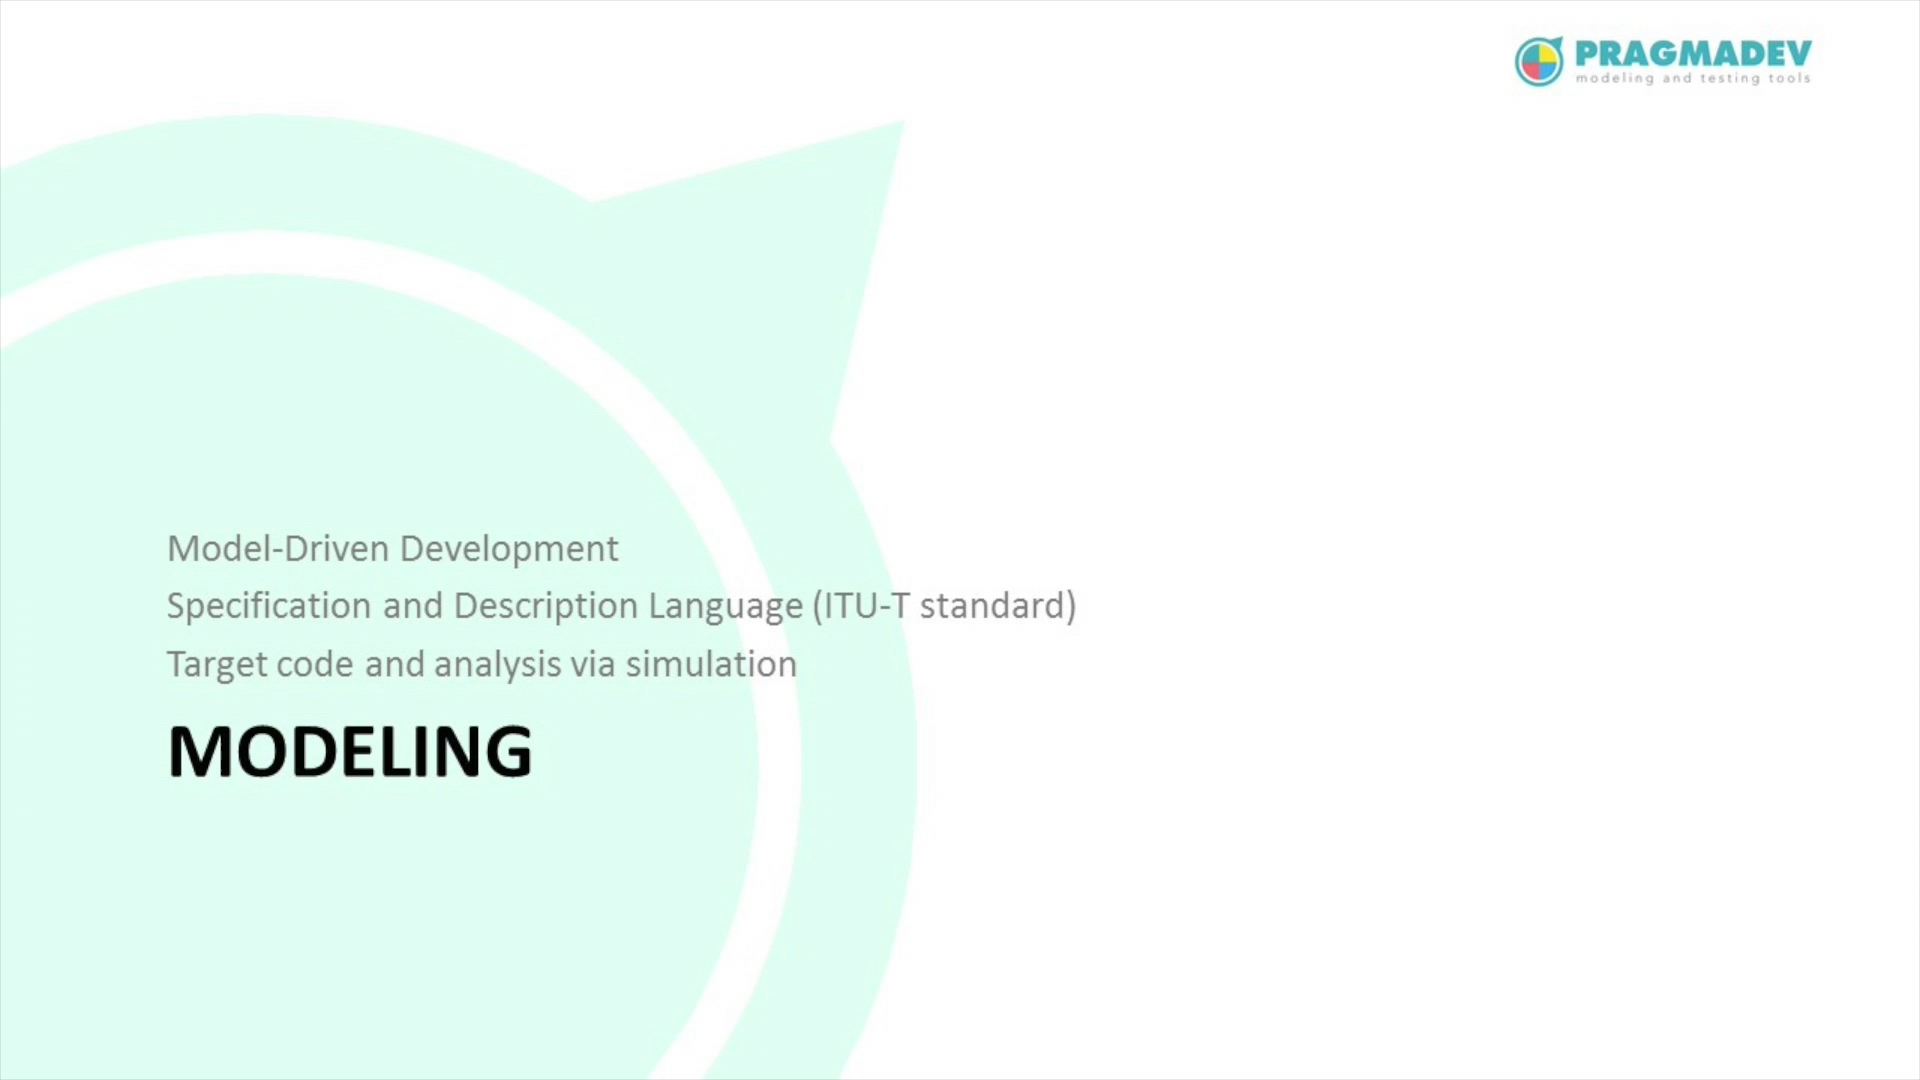 PRAGMADEV
modeling and testing tools
Model-Driven Development
Specification and Description Language (ITU-T standard)
Target code and analysis via simulation
MODELING